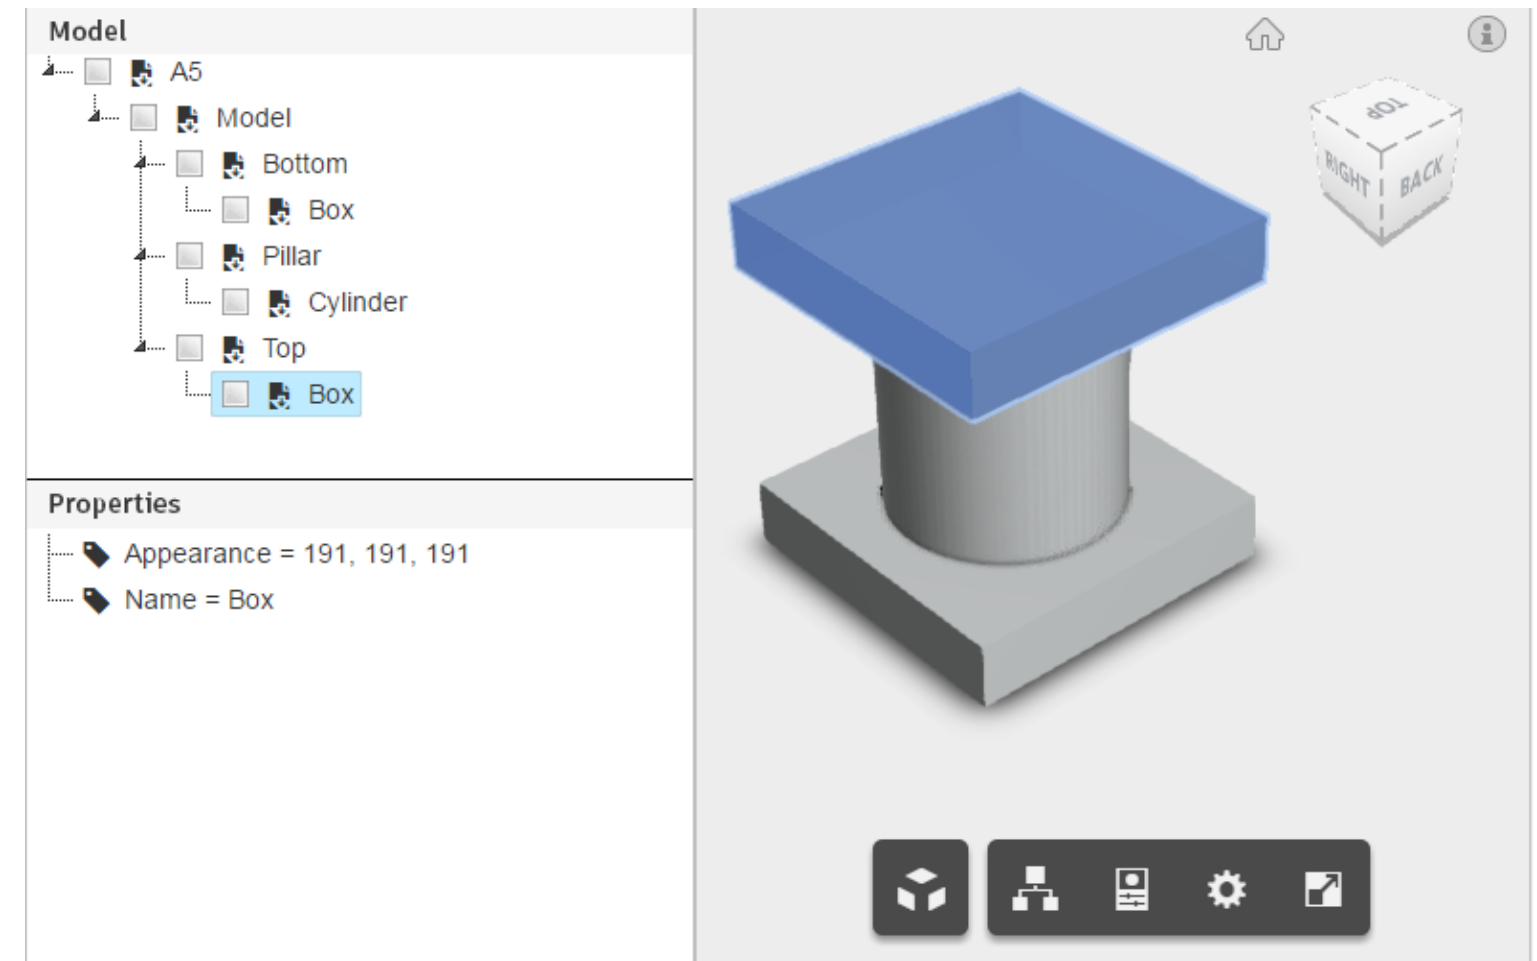 Model
A5
Model
Bottom
Box
Pillar
Cylinder
Top
Box
Properties
Appearance = 191, 191, 191
Name = Box
TOP
RIGHT
BACK